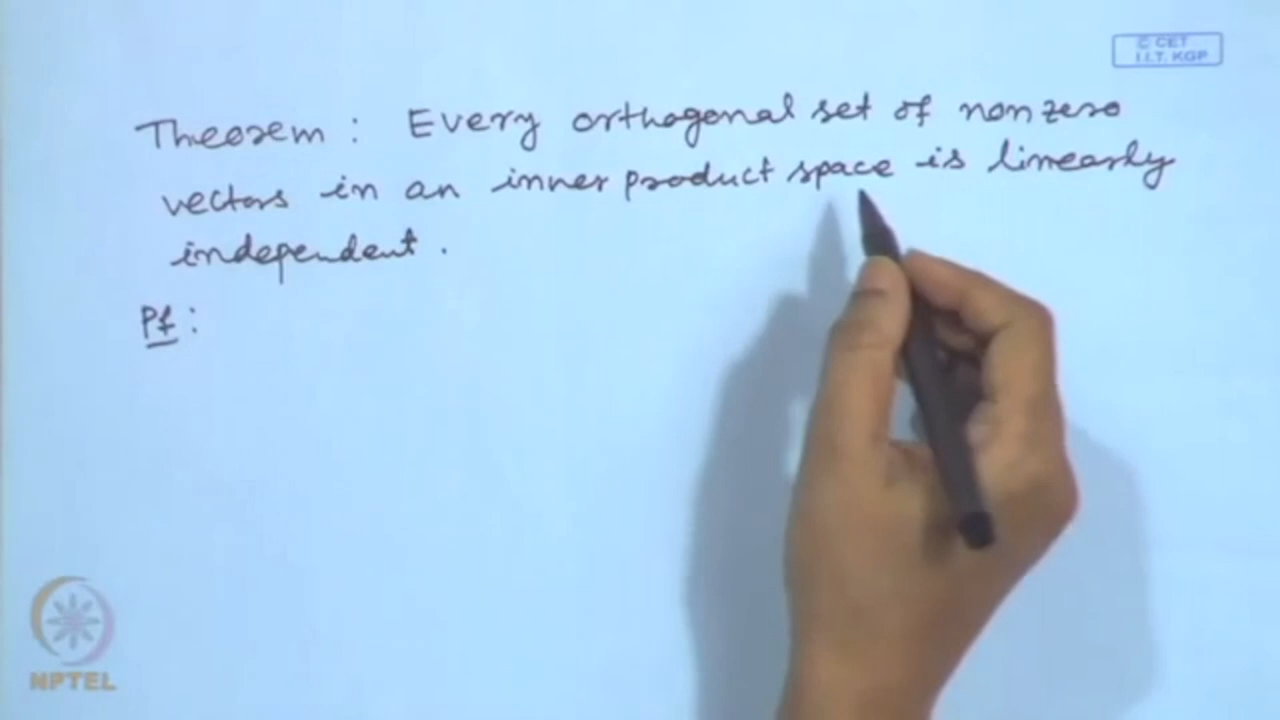 © CET
I.I.T. KGP
Theorem : Every orthogonal set of nonzero
vectors in an inner product space is linearly
independent .
Pf :
NPTEL